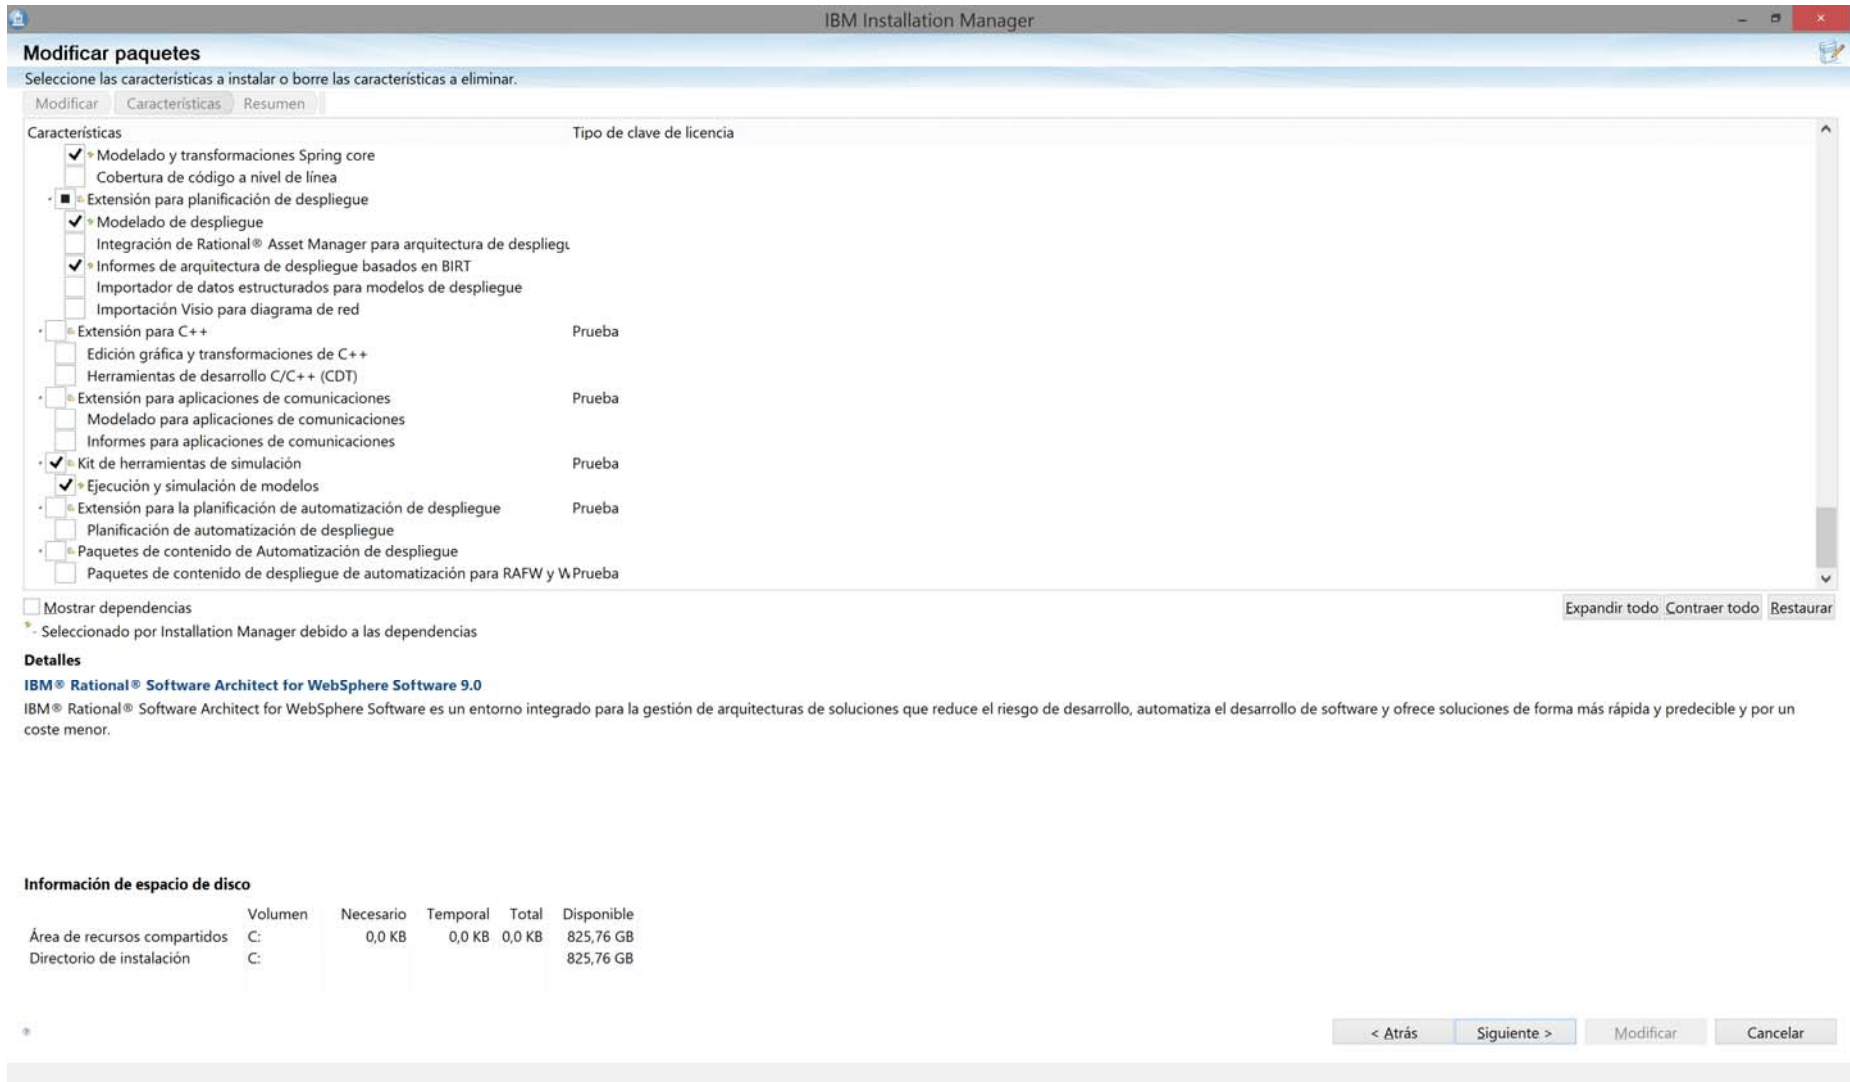 IBM Installation Manager
Modificar paquetes
Seleccione las características a instalar o borre las características a eliminar.
Modificar Características Resumen
Características Tipo de clave de licencia
Modelado y transformaciones Spring core
Cobertura de código a nivel de línea
Extensión para planificación de despliegue
Modelado de despliegue
Integración de Rational® Asset Manager para arquitectura de desplieg
Informes de arquitectura de despliegue basados en BIRT
Importador de datos estructurados para modelos de despliegue
Importación Visio para diagrama de red
Extensión para C++ Prueba
Edición gráfica y transformaciones de C++
Herramientas de desarrollo C/C++ (CDT)
Extensión para aplicaciones de comunicaciones Prueba
Modelado para aplicaciones de comunicaciones
Informes para aplicaciones de comunicaciones
Kit de herramientas de simulación Prueba
Ejecución y simulación de modelos
Extensión para la planificación de automatización de despliegue Prueba
Planificación de automatización de despliegue
Paquetes de contenido de Automatización de despliegue
Paquetes de contenido de despliegue de automatización para RAFW y Prueba
Mostrar dependencias Expandir todo Contraer todo Restaurar
- Seleccionado por Installation Manager debido a las dependencias
Detalles
IBM® Rational® Software Architect for WebSphere Software 9.0
IBM® Rational® Software Architect for WebSphere Software es un entorno integrado para la gestión de arquitecturas de soluciones que reduce el riesgo de desarrollo, automatiza el desarrollo de software y ofrece soluciones de forma más rápida y predecible y por un
coste menor.
Información de espacio de disco
Volumen Necesario Temporal Total Disponible
Área de recursos compartidos C: 0,0 KB 0,0 KB 0,0 KB 825,76 GB
Directorio de instalación C: 825,76 GB
< Atrás Siguiente > Modificar Cancelar